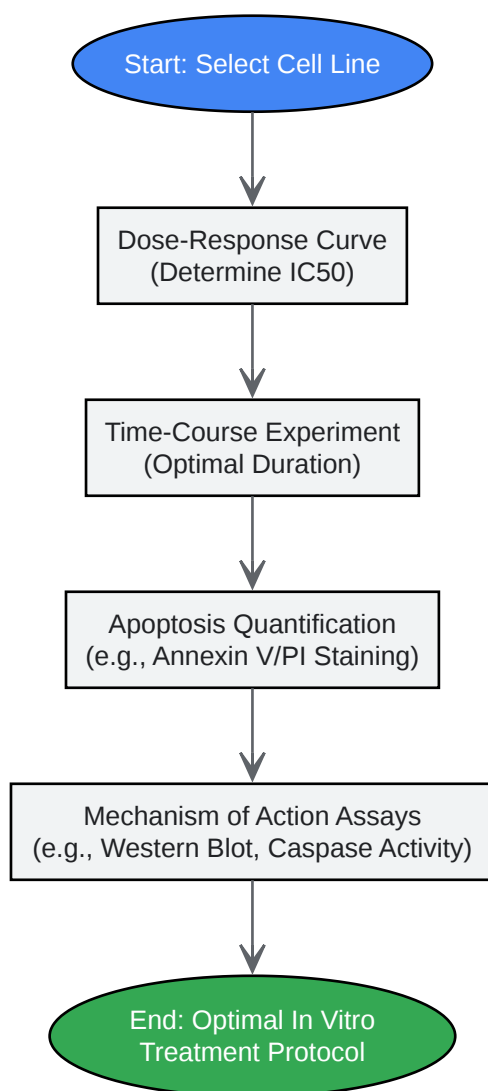 Start: Select Cell Line
Dose-Response Curve
(Determine IC50)
Time-Course Experiment
(Optimal Duration)
Apoptosis Quantification
(e.g., Annexin V/PI Staining)
Mechanism of Action Assays
(e.g., Western Blot, Caspase Activity)
End: Optimal In Vitro
Treatment Protocol